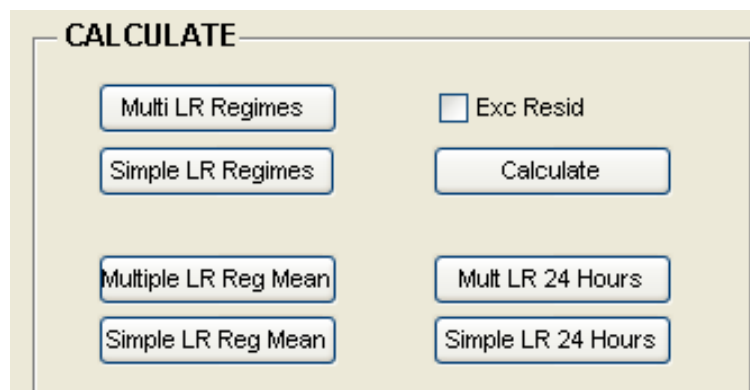 CALCULATE
Multi LR Regimes
Exc Resid
Simple LR Regimes
Calculate
Multiple LR Reg Mean
Mult LR 24 Hours
Simple LR Reg Mean
Simple LR 24 Hours